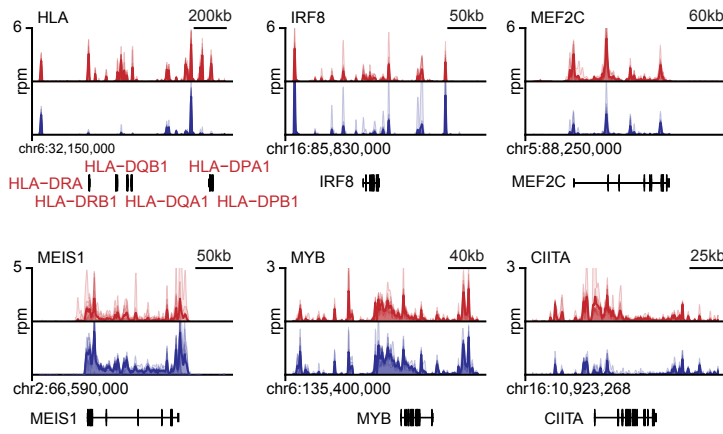 HLA 200kb
6
rpm
chr6:32,150,000
HLA−DQB1 HLA−DPA1
HLA−DRA
HLA−DRB1 HLA−DQA1 HLA−DPB1
IRF8 50kb
6
chr16:85,830,000
IRF8
MEF2C 60kb
6
chr5:88,250,000
MEF2C
MEIS1 50kb
5
rpm
chr2:66,590,000
MEIS1
MYB 40kb
3
rpm
chr6:135,400,000
MYB
CIITA 25kb
3
rpm
chr16:10,923,268
CIITA